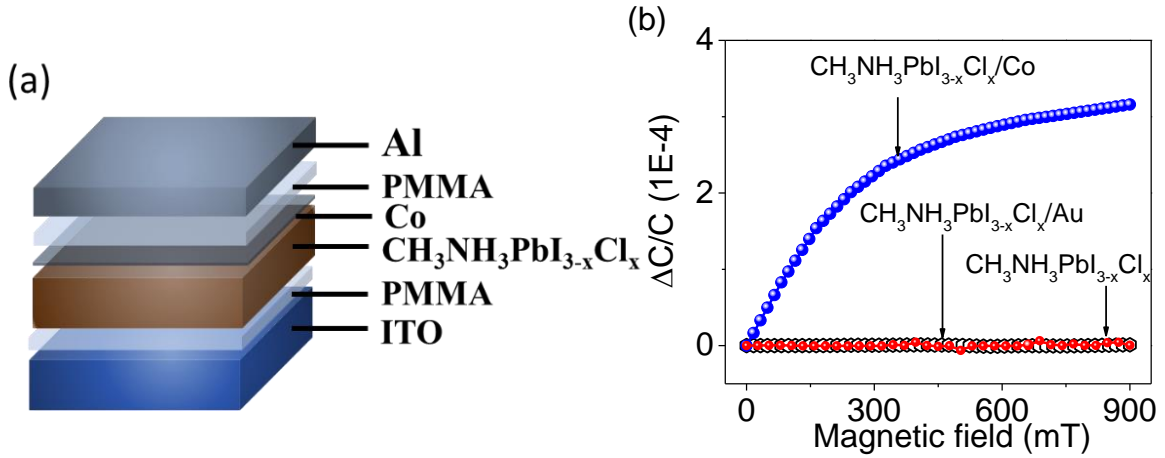 (a)
Al
PMMA
Co
CH₃NH₃PbI₃₋ₓClₓ
PMMA
ITO
(b)
ΔC/C (1E-4)
4
2
0
CH₃NH₃PbI₃₋ₓClₓ/Co
CH₃NH₃PbI₃₋ₓClₓ/Au
CH₃NH₃PbI₃₋ₓClₓ
0 300 600 900
Magnetic field (mT)